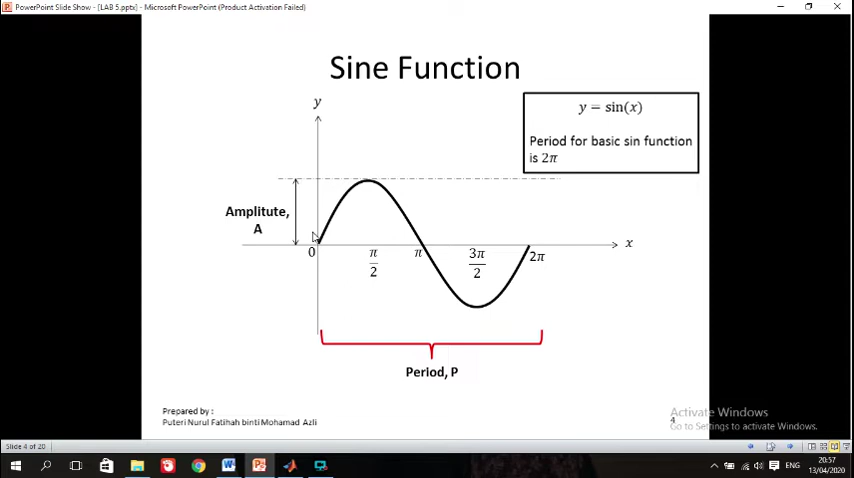 PowerPoint Slide Show - [LAB 5.pptx] - Microsoft PowerPoint (Product Activation Failed)
Sine Function
y
y = sin(x)
Period for basic sin function
is 2π
Amplitute,
A
x
0
π
2
π
3π
2
2π
Period, P
Prepared by :
Puteri Nurul Fatihah binti Mohamad Azli
4
Activate Windows
Go to Settings to activate Windows.
Slide 4 of 20
ENG
20:57
13/04/2020